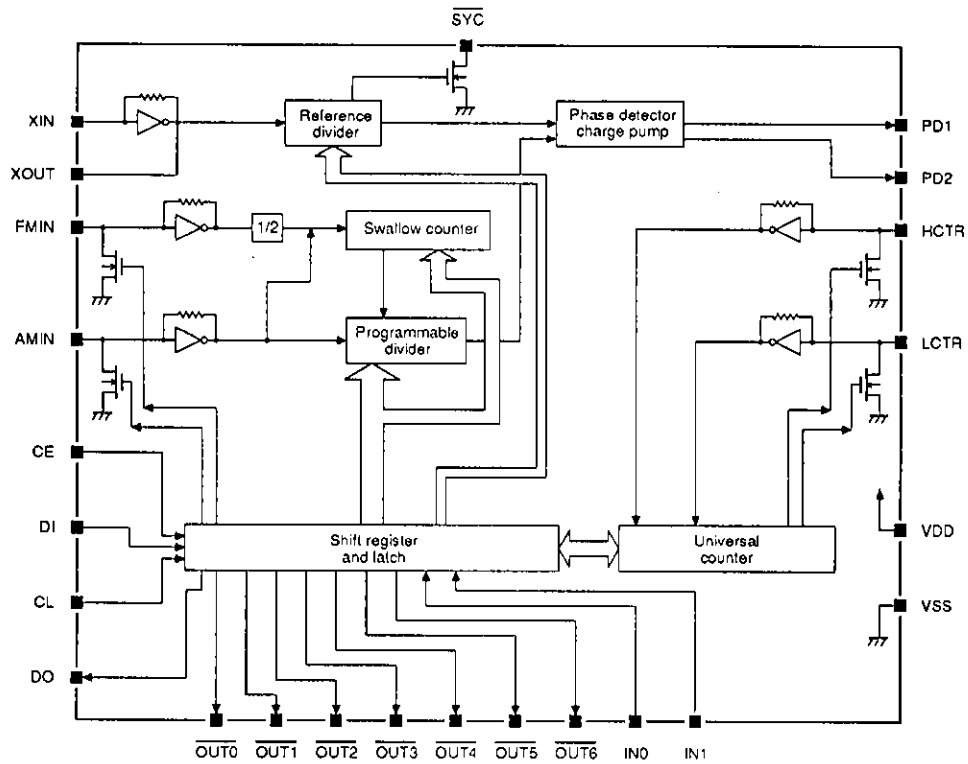 SYC
XIN
Reference
divider
Phase detector
charge pump
PD1
XOUT
PD2
FMIN
1/2
Swallow counter
HCTR
AMIN
Programmable
divider
LCTR
CE
DI
Shift register
and latch
Universal
counter
VDD
CL
VSS
DO
OUT0
OUT1
OUT2
OUT3
OUT4
OUT5
OUT6
IN0
IN1